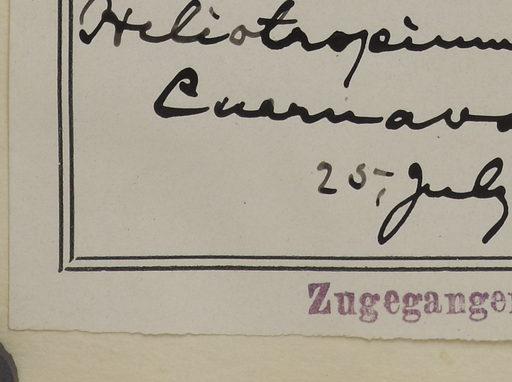 Heliotropium
Cuernava
25, July
Zugegangen